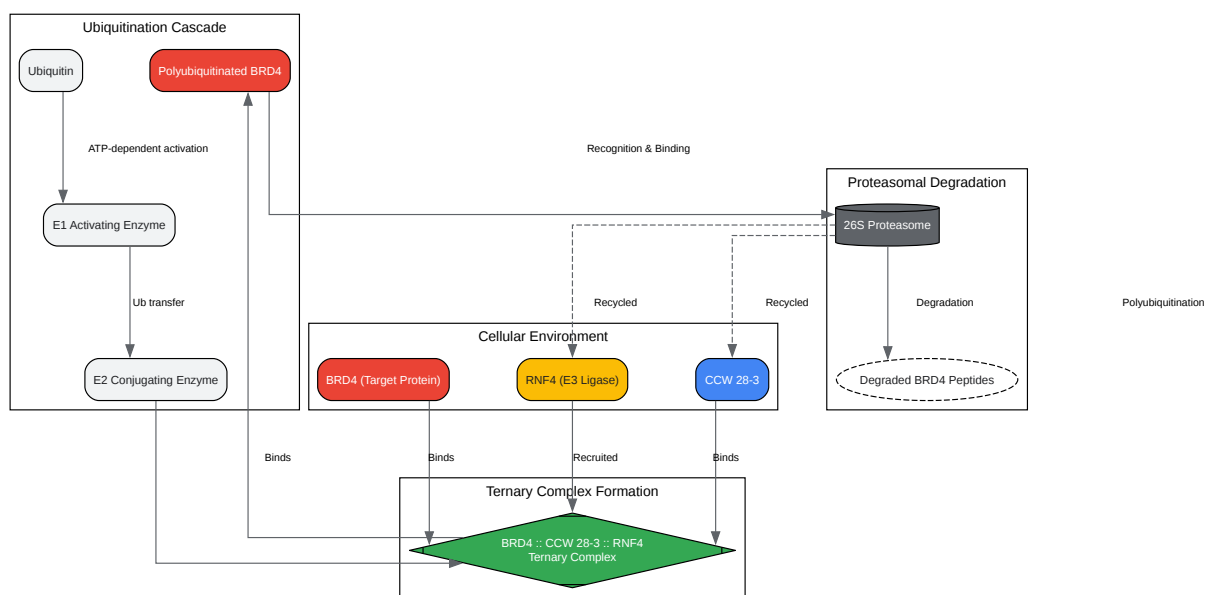 Ubiquitination Cascade
Ubiquitin
Polyubiquitinated BRD4
ATP-dependent activation
Recognition & Binding
Proteasomal Degradation
E1 Activating Enzyme
26S Proteasome
Ub transfer
Recycled
Recycled
Degradation
Polyubiquitination
Cellular Environment
E2 Conjugating Enzyme
BRD4 (Target Protein)
RNF4 (E3 Ligase)
CCW 28-3
Degraded BRD4 Peptides
Binds
Binds
Recruited
Binds
Ternary Complex Formation
BRD4 :: CCW 28-3 :: RNF4
Ternary Complex